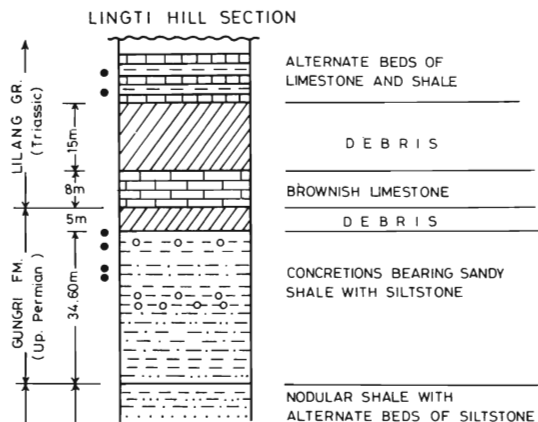 LINGTI HILL SECTION
ALTERNATE BEDS OF
LIMESTONE AND SHALE
LILANG GR.
(Triassic)
15m
DEBRIS
8m
BROWNISH LIMESTONE
5m
DEBRIS
GUNGRI FM.
(Up. Permian)
34.60m
CONCRETIONS BEARING SANDY
SHALE WITH SILTSTONE
NODULAR SHALE WITH
ALTERNATE BEDS OF SILTSTONE